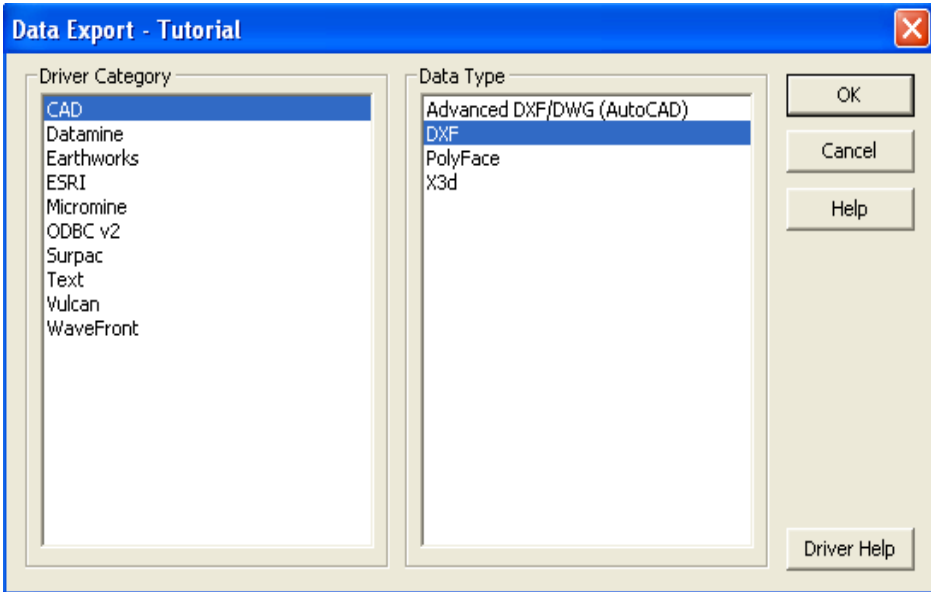 Data Export - Tutorial
Driver Category
CAD
Datamine
Earthworks
ESRI
Micromine
ODBC v2
Surpac
Text
Vulcan
WaveFront
Data Type
Advanced DXF/DWG (AutoCAD)
DXF
PolyFace
X3d
OK
Cancel
Help
Driver Help